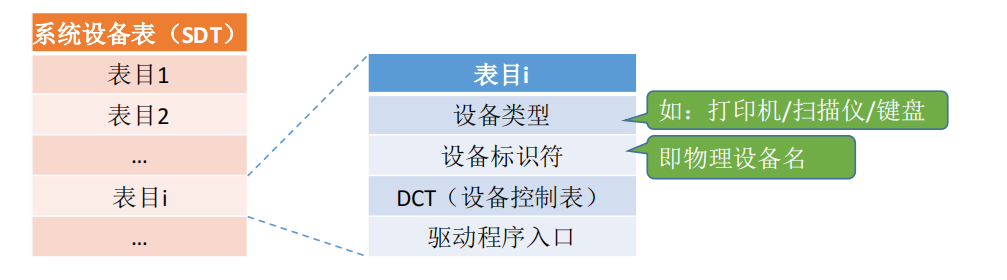 系统设备表（SDT）
表目1
表目2
...
表目i
...
表目i
设备类型
设备标识符
DCT（设备控制表）
驱动程序入口
如：打印机/扫描仪/键盘
即物理设备名